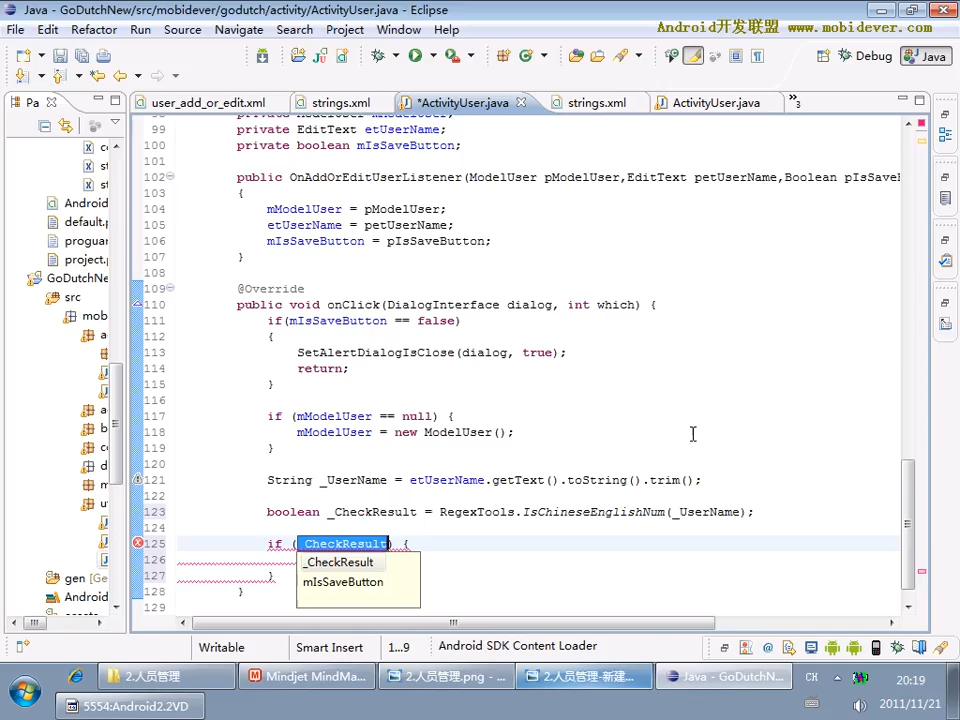 Java - GoDutchNew/src/mobidever/godutch/activity/ActivityUser.java - Eclipse
File Edit Refactor Run Source Navigate Search Project Window Help
Android开发联盟 www.mobidever.com
Debug
Java
Pa
user_add_or_edit.xml
strings.xml
*ActivityUser.java
strings.xml
ActivityUser.java
»3
99 private EditText etUserName;
100 private boolean mIsSaveButton;
101
102 public OnAddOrEditUserListener(ModelUser pModelUser,EditText petUserName,Boolean pIsSaveB
103 {
104 mModelUser = pModelUser;
105 etUserName = petUserName;
106 mIsSaveButton = pIsSaveButton;
107 }
108
109 @Override
110 public void onClick(DialogInterface dialog, int which) {
111 if(mIsSaveButton == false)
112 {
113 SetAlertDialogIsClose(dialog, true);
114 return;
115 }
116
117 if (mModelUser == null) {
118 mModelUser = new ModelUser();
119 }
120
121 String _UserName = etUserName.getText().toString().trim();
122
123 boolean _CheckResult = RegexTools.IsChineseEnglishNum(_UserName);
124
125 if (_CheckResult) {
126
127 }
128 }
129
_CheckResult
mIsSaveButton
Android
default.p
proguar
project.
GoDutchNe
src
mob
gen [Ge
Android
Writable
Smart Insert
1...9
Android SDK Content Loader
2.人员管理
Mindjet MindMa...
2.人员管理.png - ...
2.人员管理-新建...
Java - GoDutchN...
CH
20:19
5554:Android2.2VD
2011/11/21